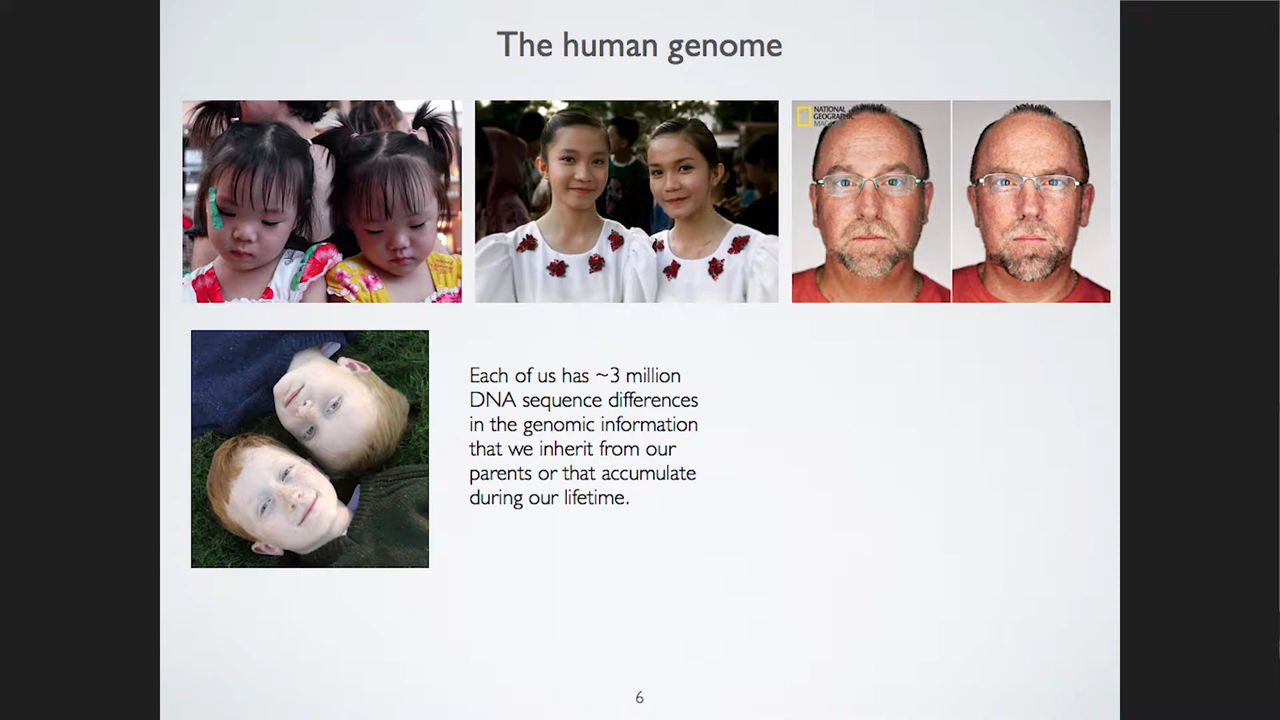 The human genome
NATIONAL
GEOGRAPHIC
Each of us has ~3 million
DNA sequence differences
in the genomic information
that we inherit from our
parents or that accumulate
during our lifetime.
6